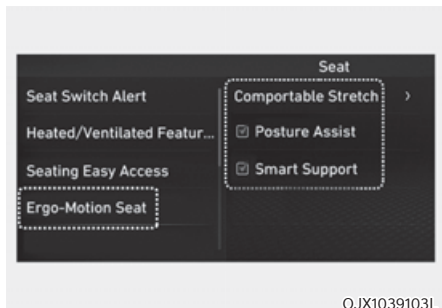 Seat
Seat Switch Alert
Heated/Ventilated Featur...
Seating Easy Access
Ergo-Motion Seat
Comportable Stretch
Posture Assist
Smart Support
OJX1039103L